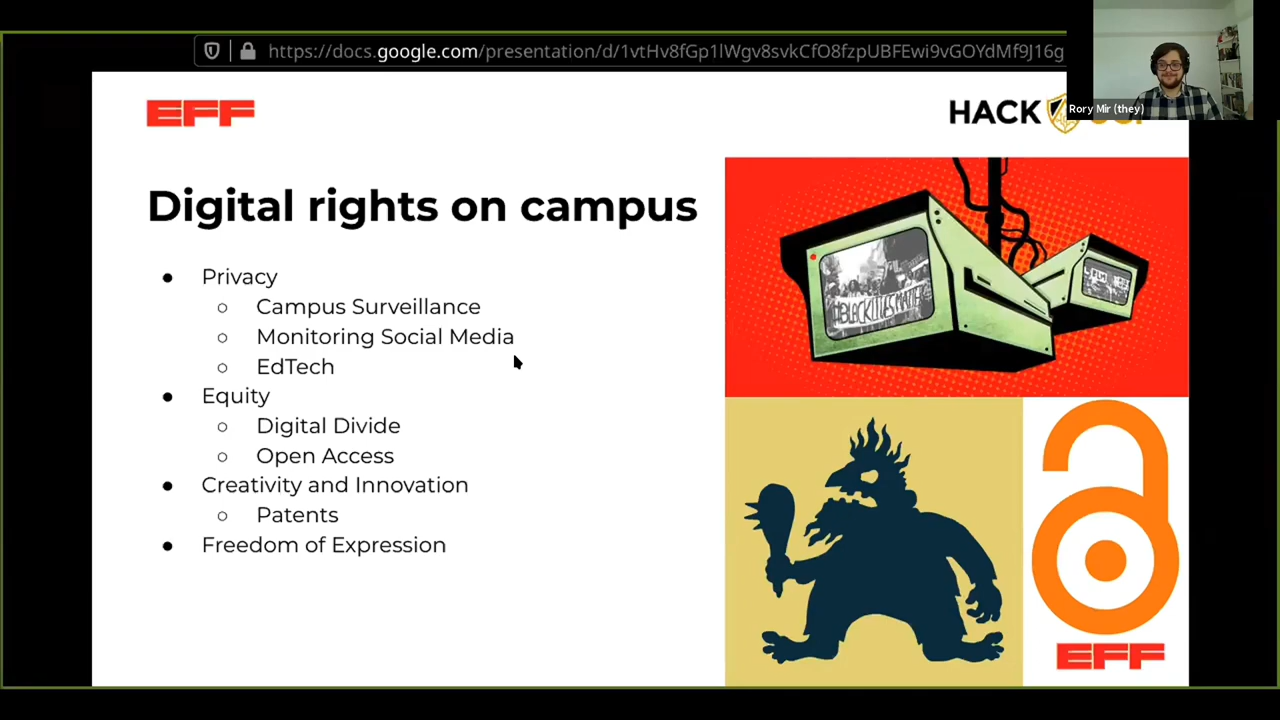 https://docs.google.com/presentation/d/1vtHv8fGp1lWgv8svkCfO8fzpUBFEwi9vGOYdMf9J16g
Rory Mir (they)
EFF
HACK
Digital rights on campus
● Privacy
○ Campus Surveillance
○ Monitoring Social Media
○ EdTech
● Equity
○ Digital Divide
○ Open Access
● Creativity and Innovation
○ Patents
● Freedom of Expression
#BLACKLIVESMATTER
EFF